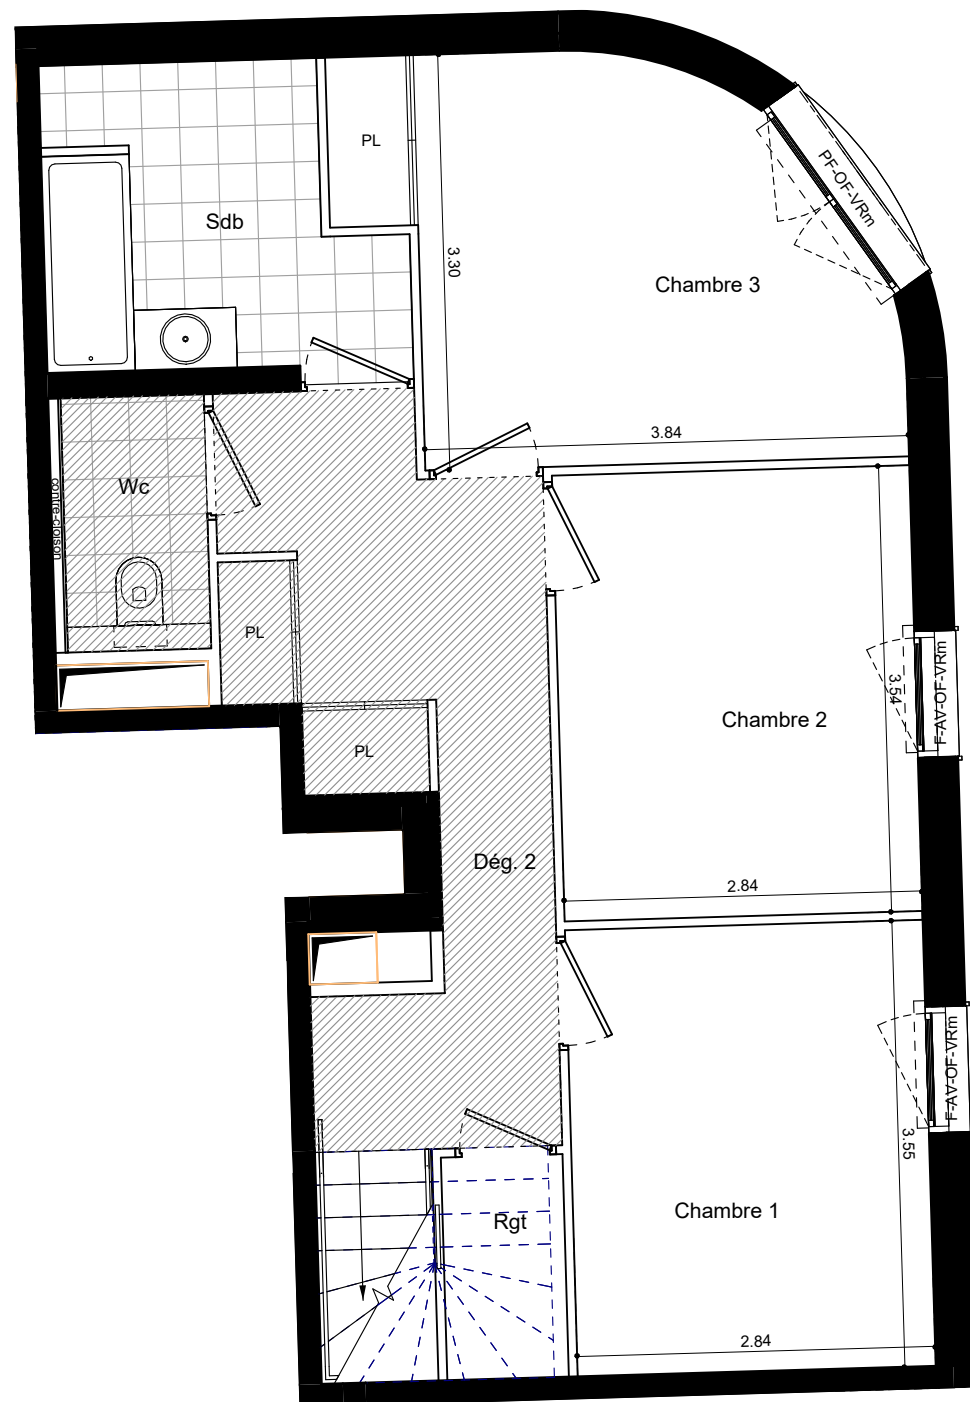 PL
PF-OF-VRm
Sdb
3.30
Chambre 3
3.84
Wc
contre-cloison
PL
3.54
F-AV-OF-VRm
Chambre 2
PL
Dég. 2
2.84
F-AV-OF-VRm
3.55
Chambre 1
Rgt
2.84